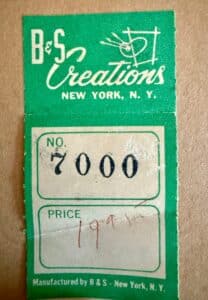 B&S
Creations
NEW YORK, N. Y.
NO.
7000
PRICE
Manufactured by B & S - New York, N. Y.